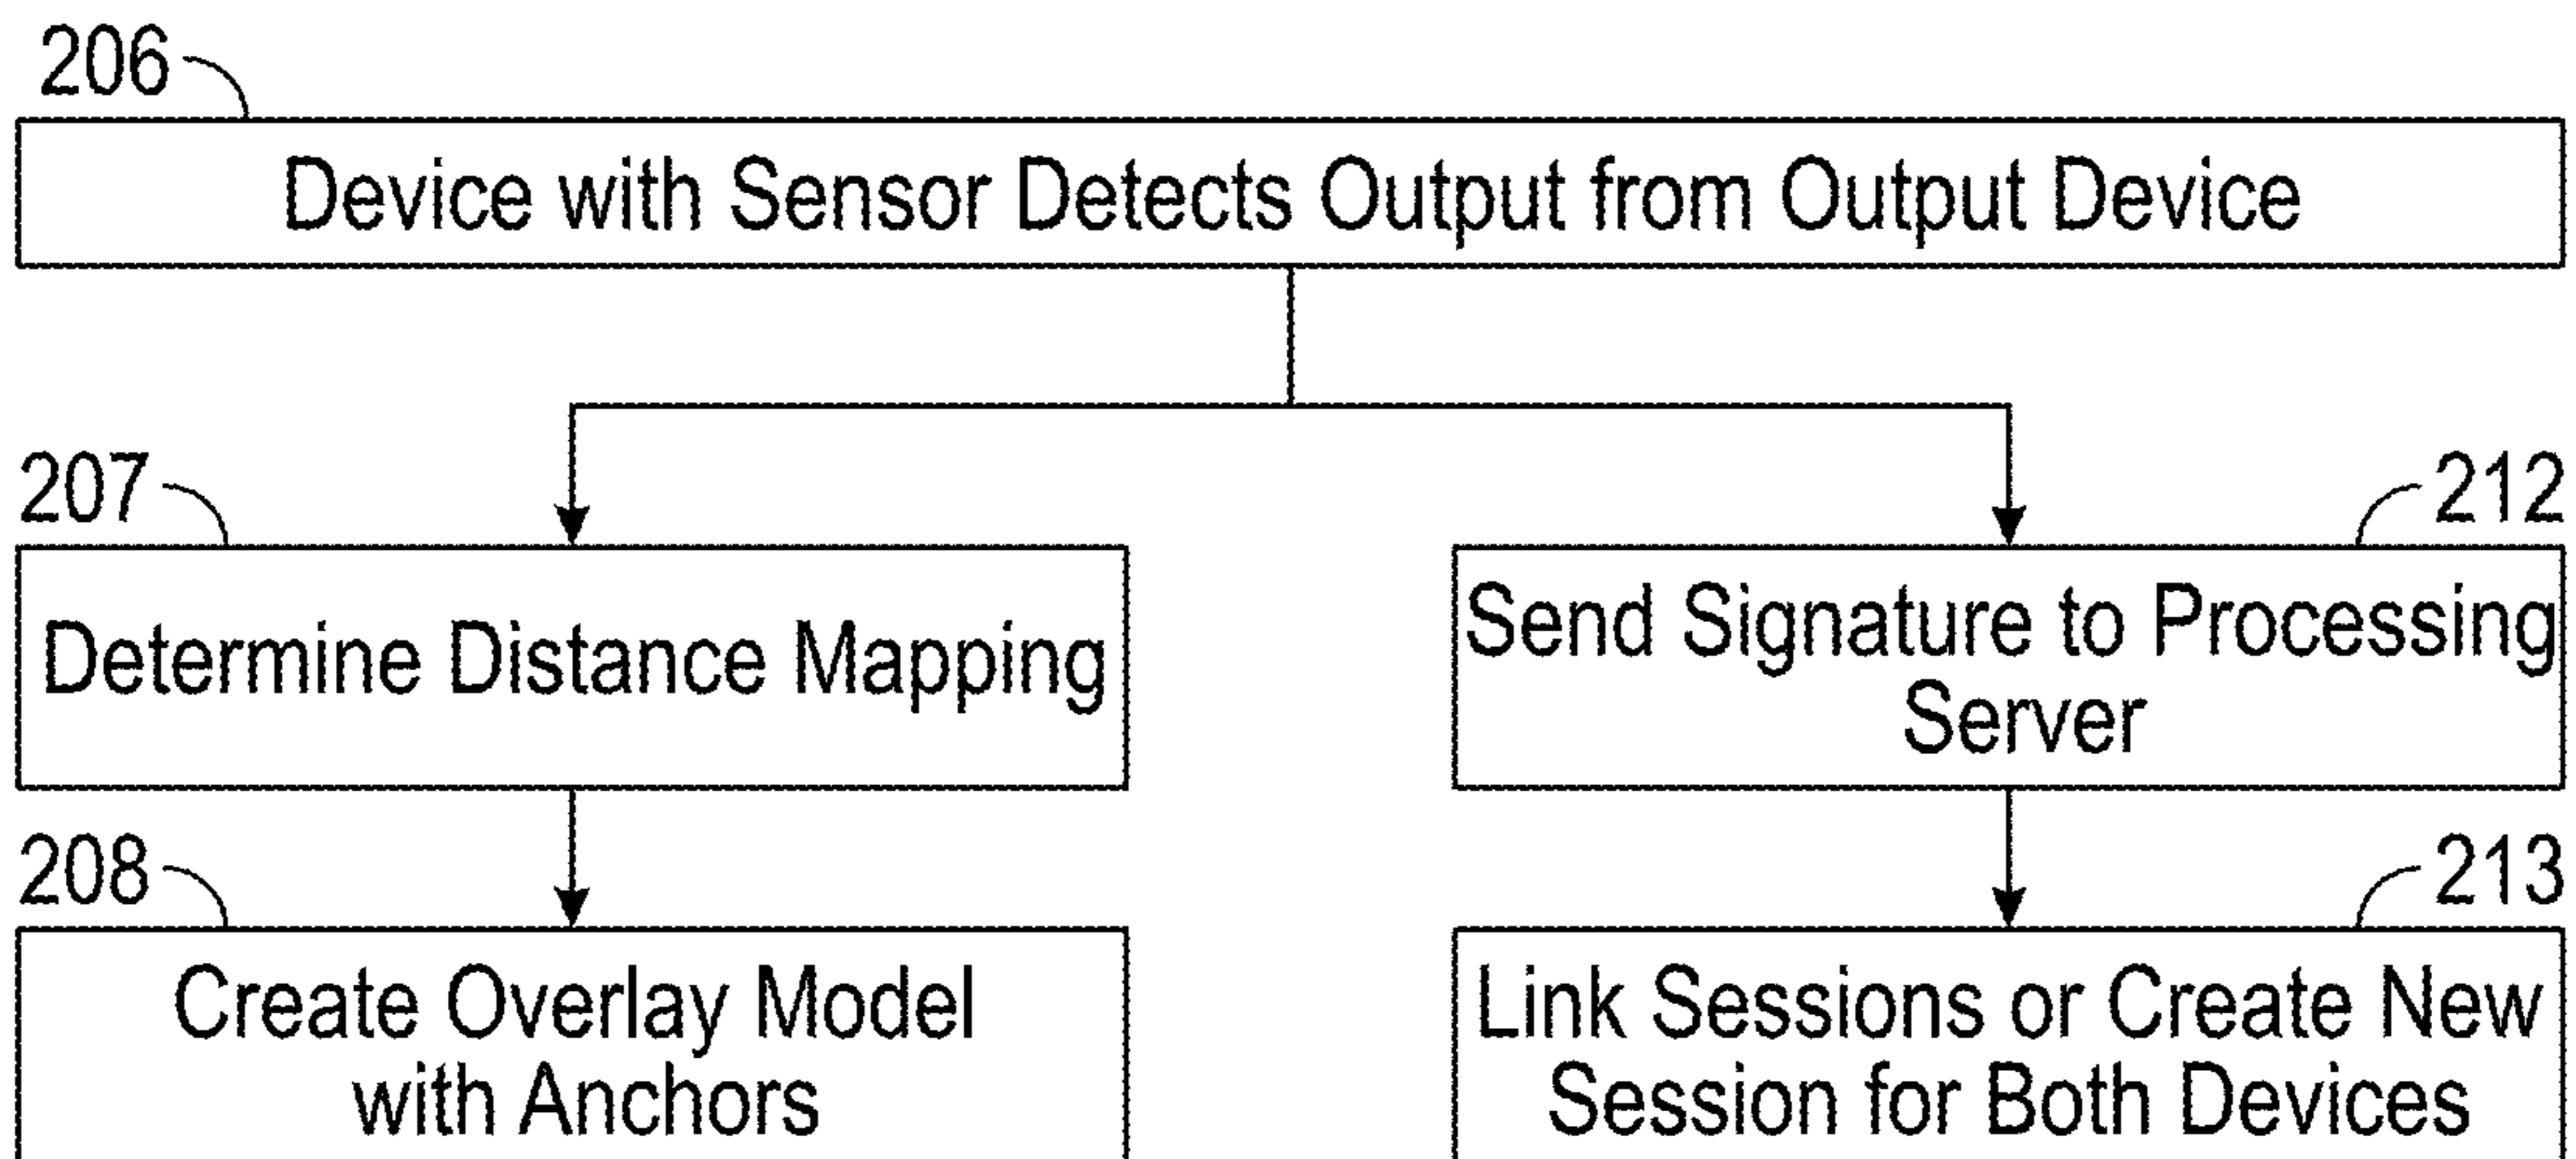 206
Device with Sensor Detects Output from Output Device
207
Determine Distance Mapping
212
Send Signature to Processing
Server
208
Create Overlay Model
with Anchors
213
Link Sessions or Create New
Session for Both Devices